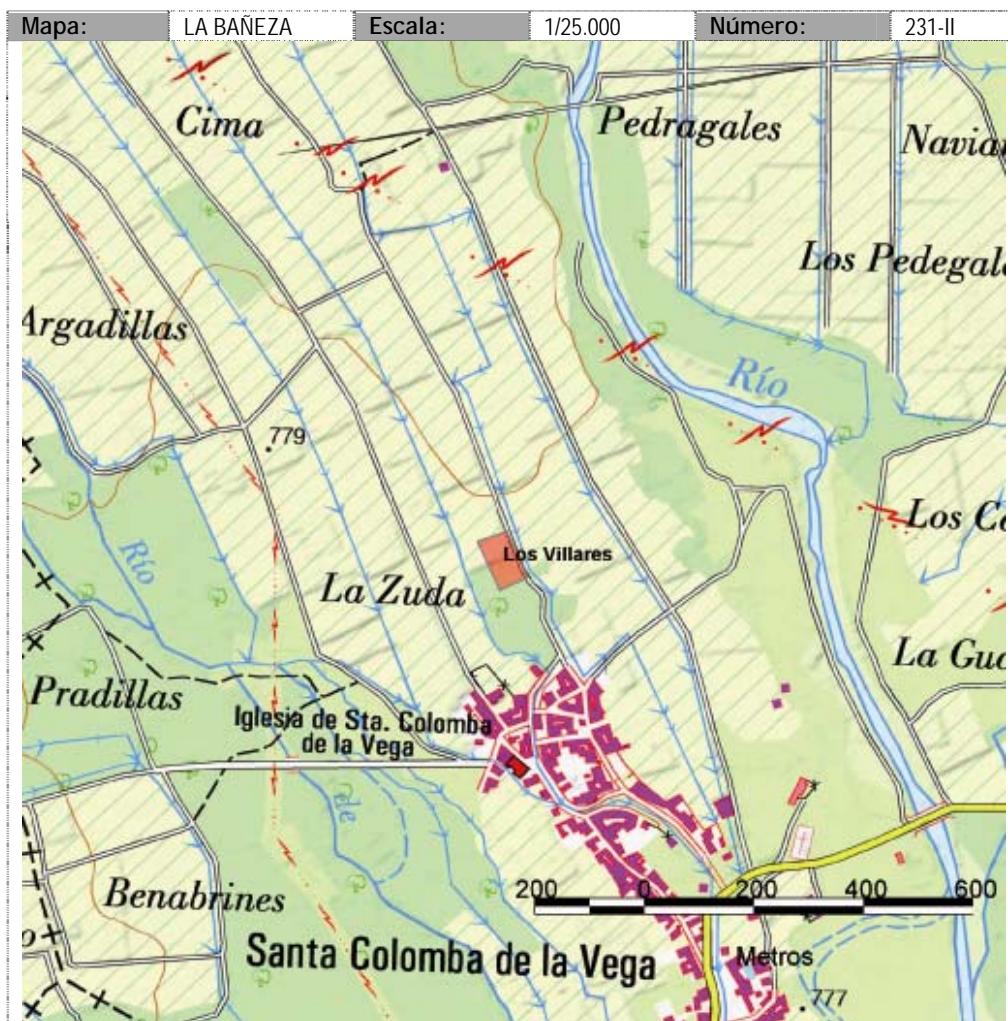 Mapa: LA BAÑEZA Escala: 1/25.000 Número: 231-II
Cima
Pedragales
Los
Argadillas
Río
779
Los
Los Villares
Río
La Zuda
La
Pradillas
Iglesia de Sta. Colomba
de la Vega
de
Benabrines
200 0 200 400 600
Santa Colomba de la Vega
Metros
777